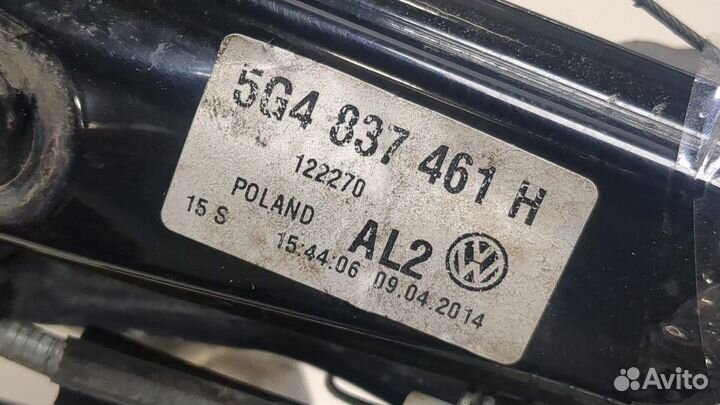 5G4 837 461 H
122270
POLAND AL2
15 S 15:44:06 09.04.2014
Avito